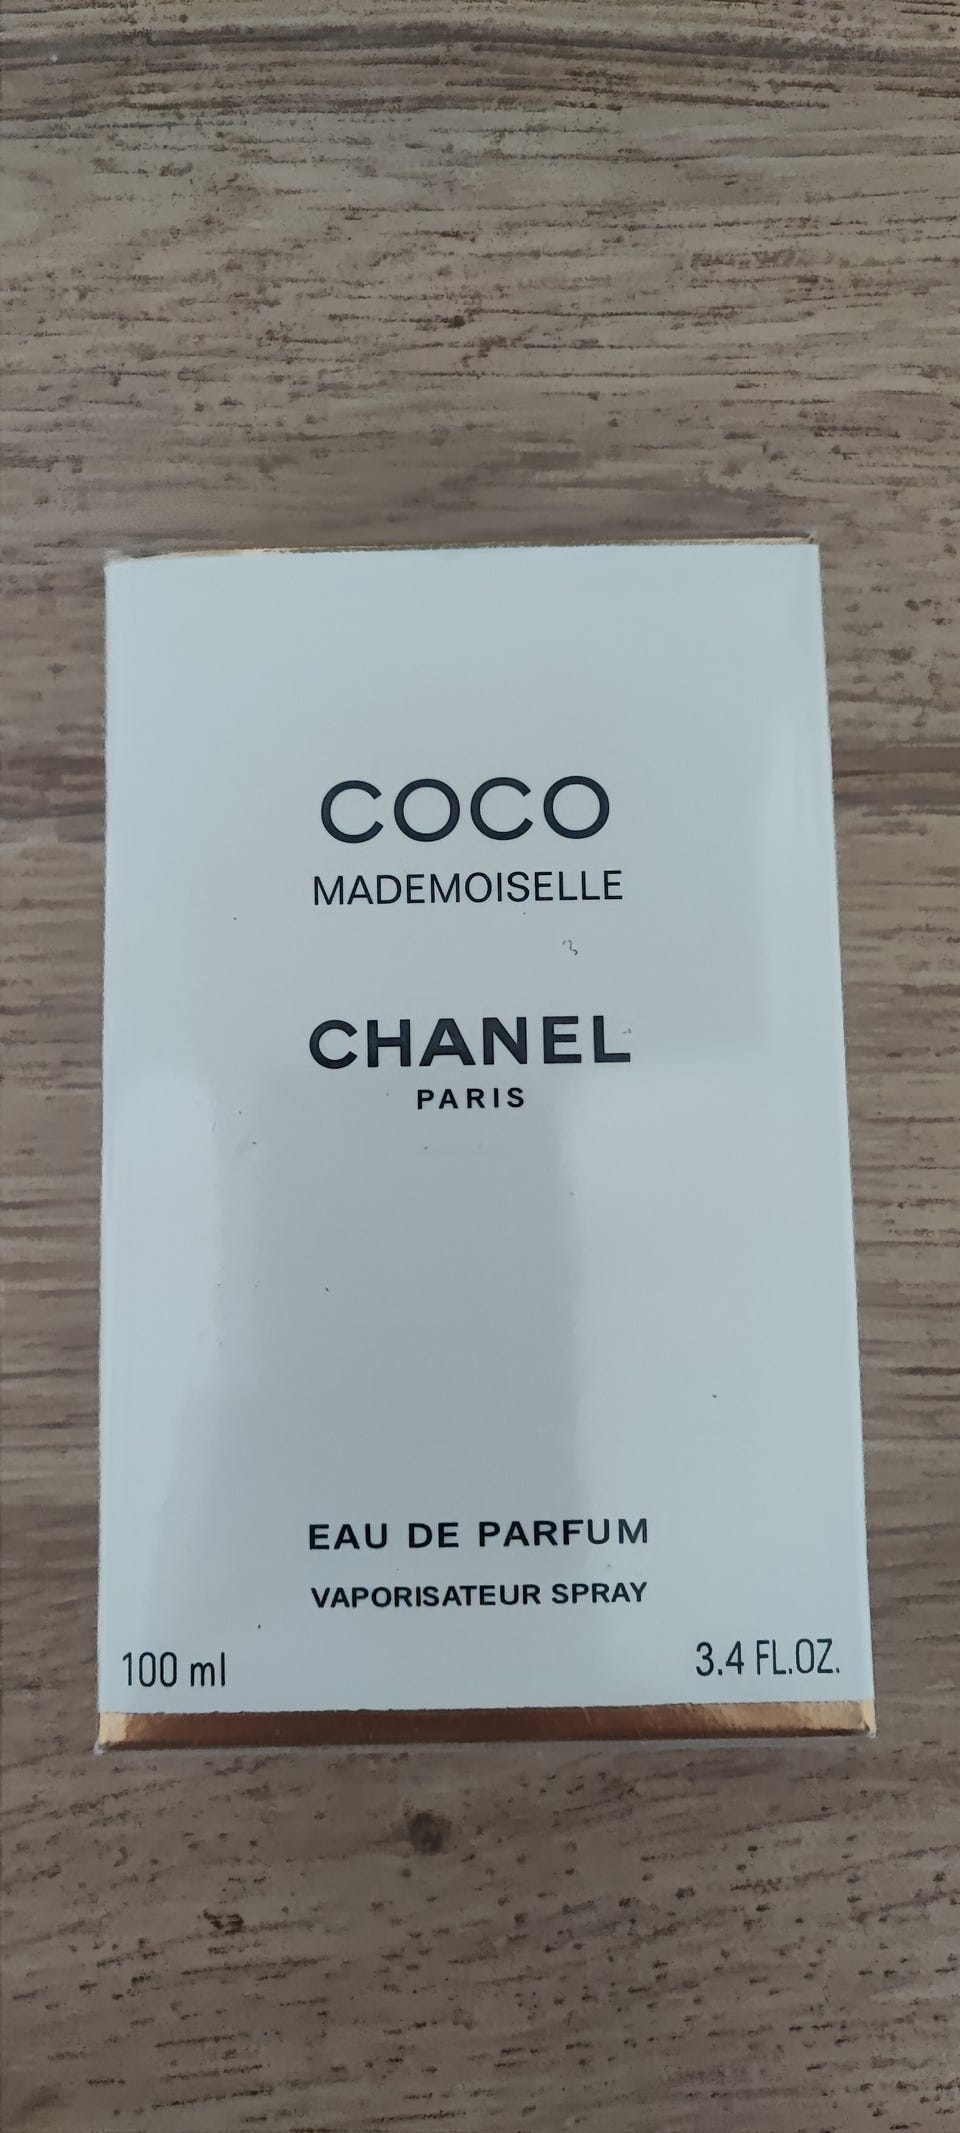 COCO
MADEMOISELLE
CHANEL
PARIS
EAU DE PARFUM
VAPORISATEUR SPRAY
100 ml 3.4 FL.OZ.